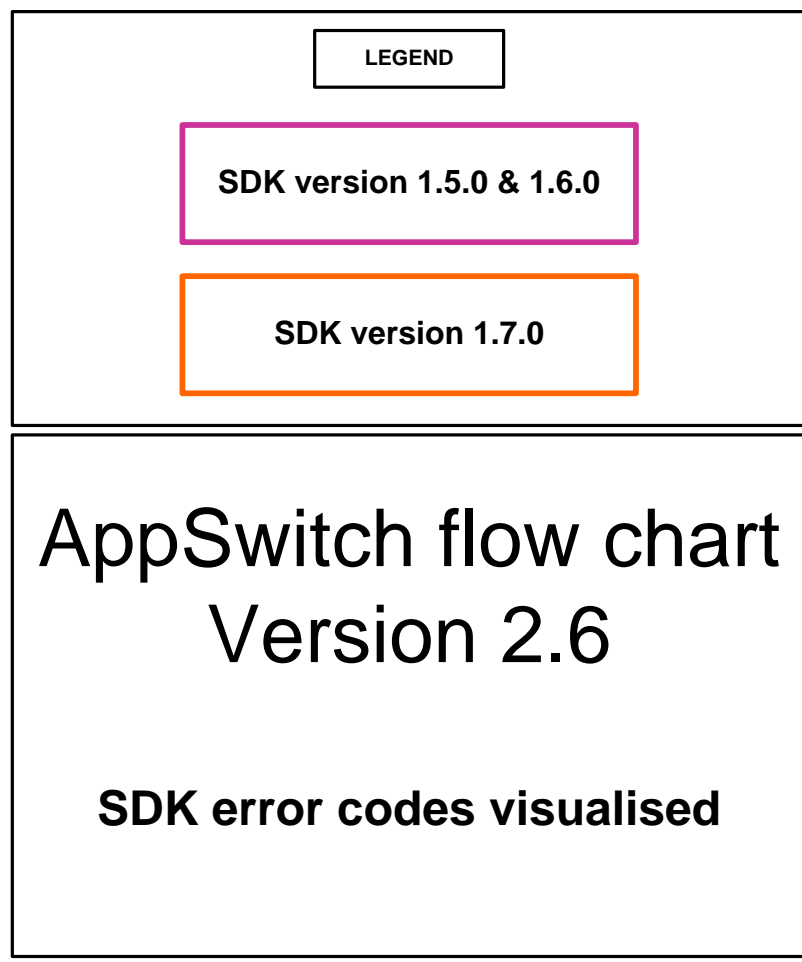 LEGEND
SDK version 1.5.0 & 1.6.0
SDK version 1.7.0
AppSwitch flow chart
Version 2.6
SDK error codes visualised